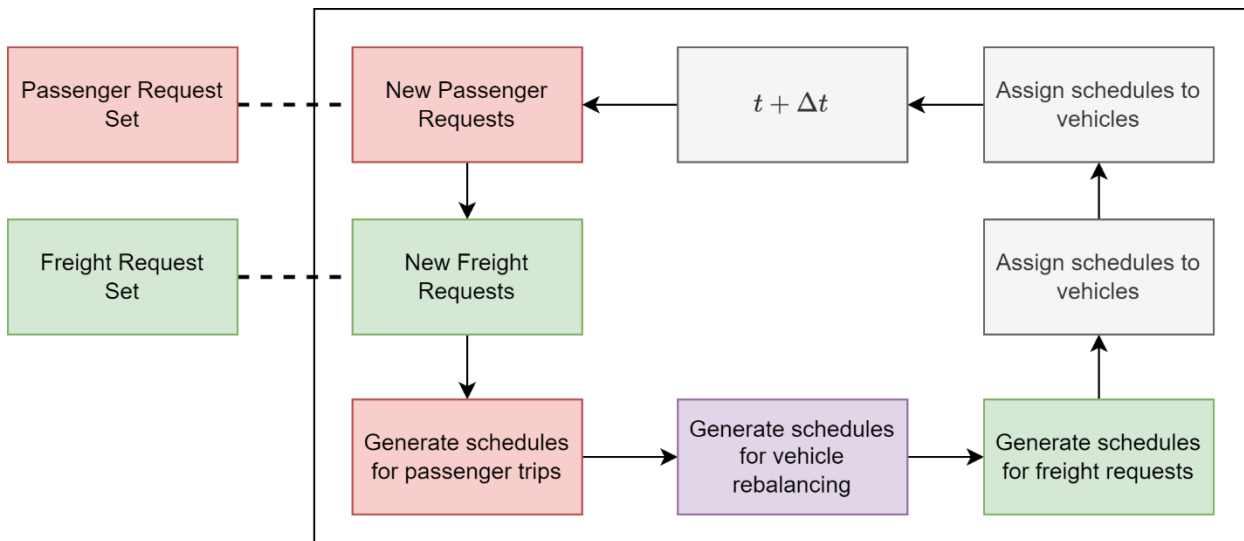 Passenger Request
Set
New Passenger
Requests
t + Δt
Assign schedules to
vehicles
Freight Request
Set
New Freight
Requests
Assign schedules to
vehicles
Generate schedules
for passenger trips
Generate schedules
for vehicle
rebalancing
Generate schedules
for freight requests